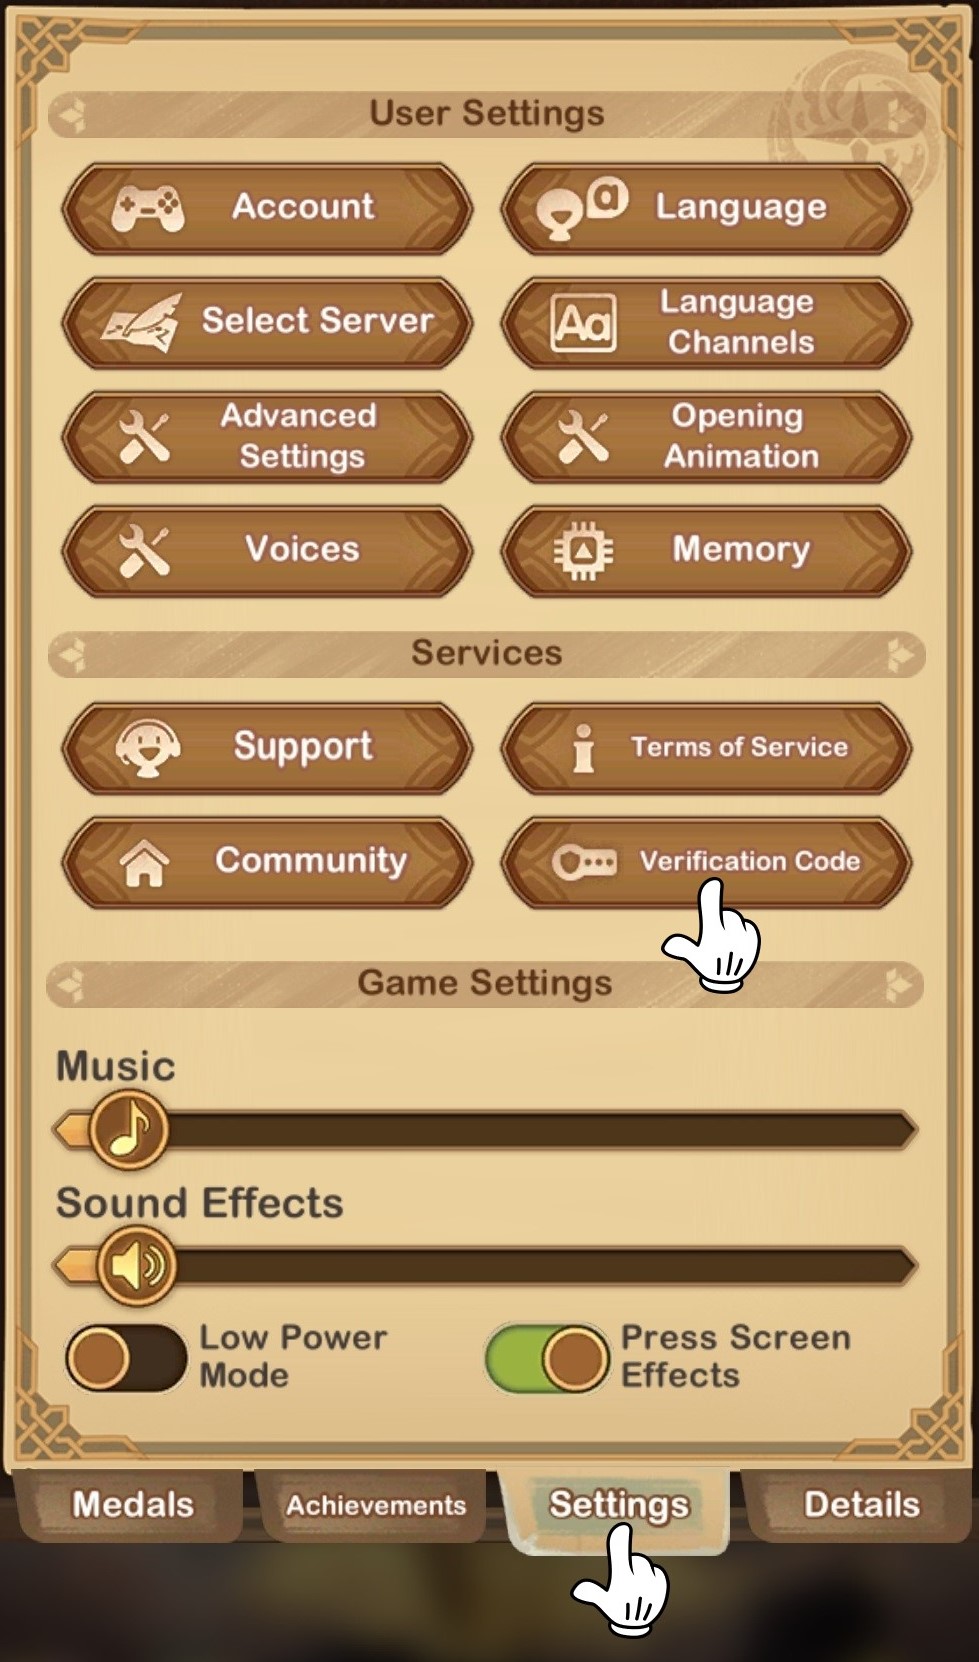 User Settings
Account
Language
Select Server
Aa
Language
Channels
Advanced
Settings
Opening
Animation
Voices
Memory
Services
Support
Terms of Service
Community
Verification Code
Game Settings
Music
Sound Effects
Low Power
Mode
Press Screen
Effects
Medals
Achievements
Settings
Details